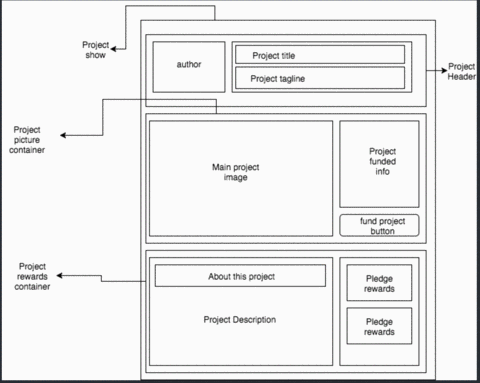 Project
show
author
Project title
Project tagline
Project
Header
Project
picture
container
Main project
image
Project
funded
info
fund project
button
Project
rewards
container
About this project
Project Description
Pledge
rewards
Pledge
rewards